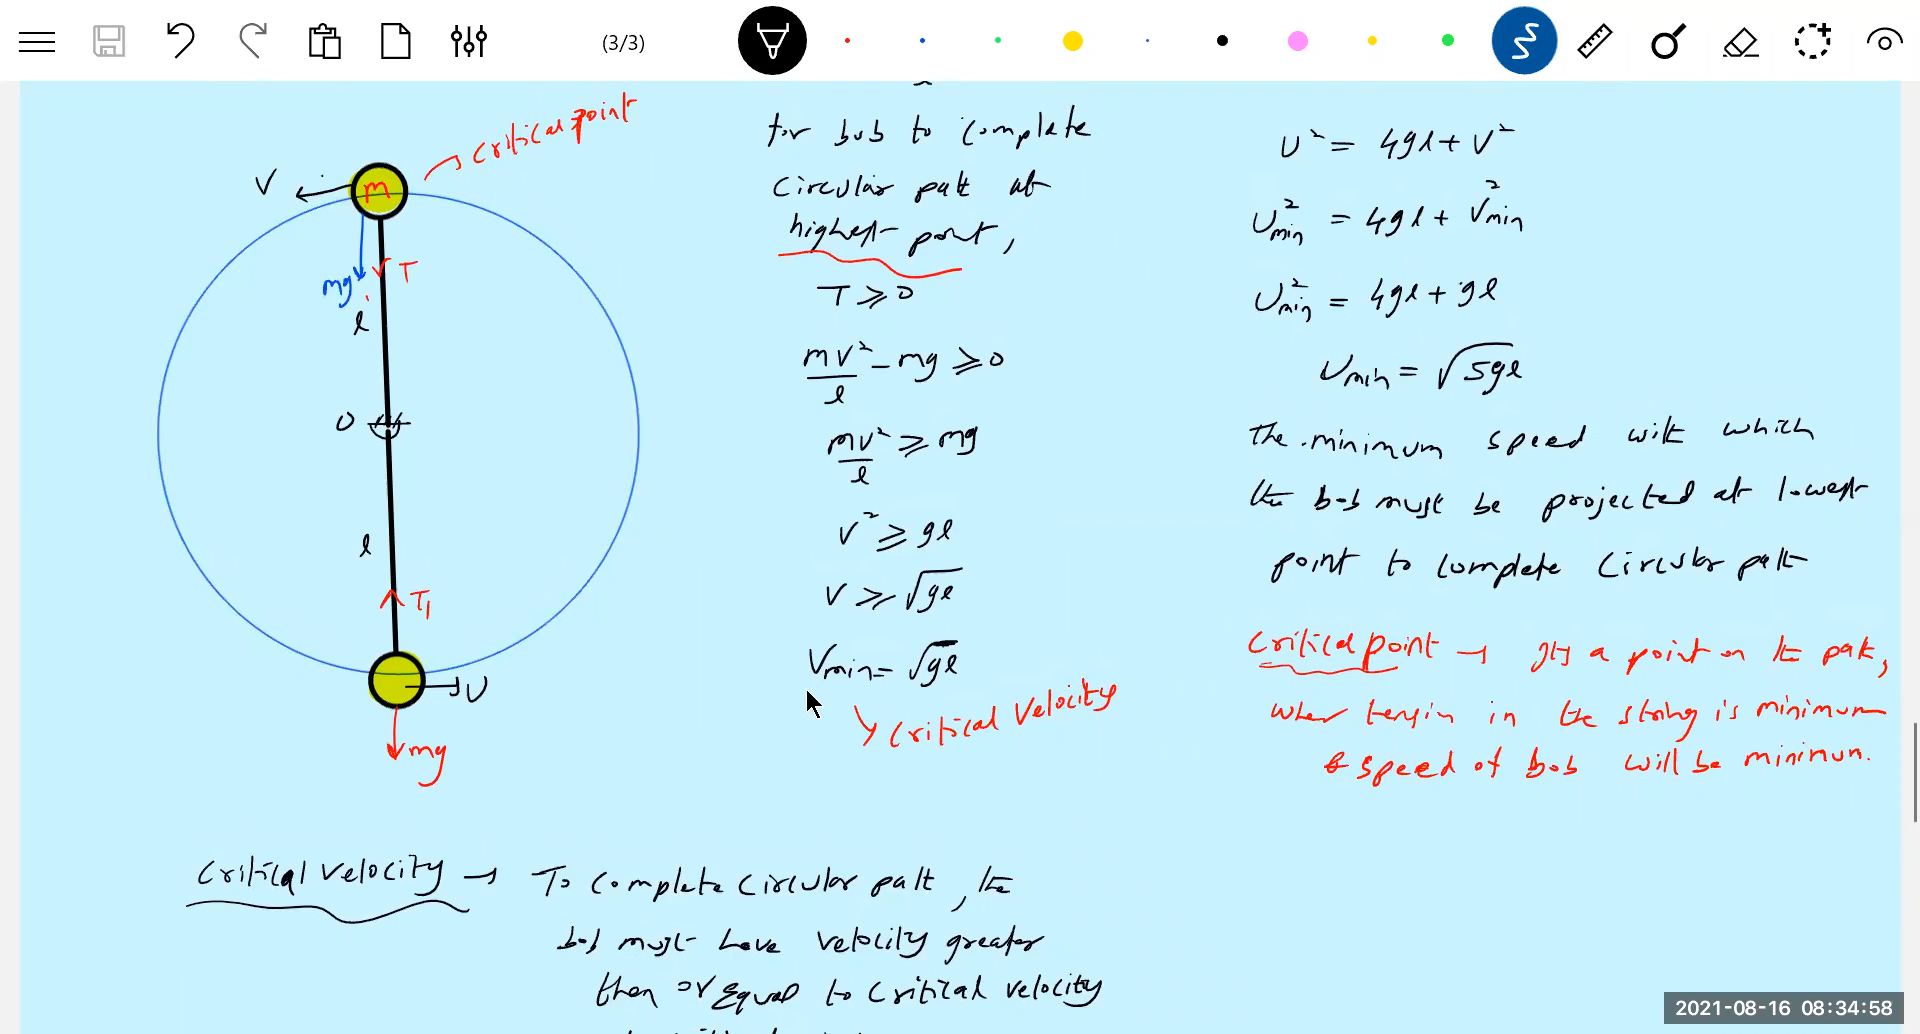 (3/3)
critical point
V
m
mg
T
l
O
l
T₁
U
mg
for bob to complete
circular path at
highest point,
T ⩾ 0
mv²/l - mg ⩾ 0
mv²/l ⩾ mg
v² ⩾ gl
v ⩾ √gl
Vmin = √gl
critical velocity
U² = 4gl + V²
U²min = 4gl + V²min
U²min = 4gl + gl
Umin = √5gl
The minimum speed with which
the bob must be projected at lowest
point to complete circular path
Critical point → It is a point on the path,
when tension in the string is minimum
& speed of bob will be minimum.
Critical velocity → To complete circular path, the
bob must have velocity greater
then or equal to critical velocity
2021-08-16 08:34:58